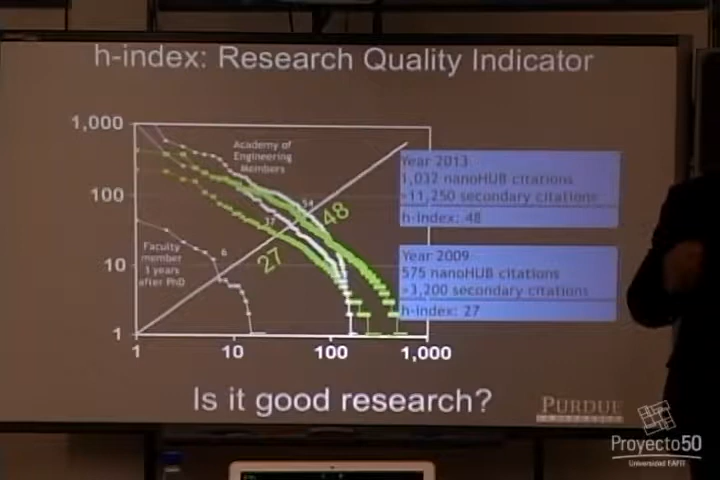 h-index: Research Quality Indicator
1,000
100
10
1
1
10
100
1,000
Academy of
Engineering
Members
54
37
48
27
6
Faculty
member
3 years
after PhD
Year 2013
1,032 nanoHUB citations
>11,250 secondary citations
h-index: 48
Year 2009
575 nanoHUB citations
>3,200 secondary citations
h-index: 27
Is it good research?
PURDUE
UNIVERSITY
Proyecto50
Universidad EAFIT